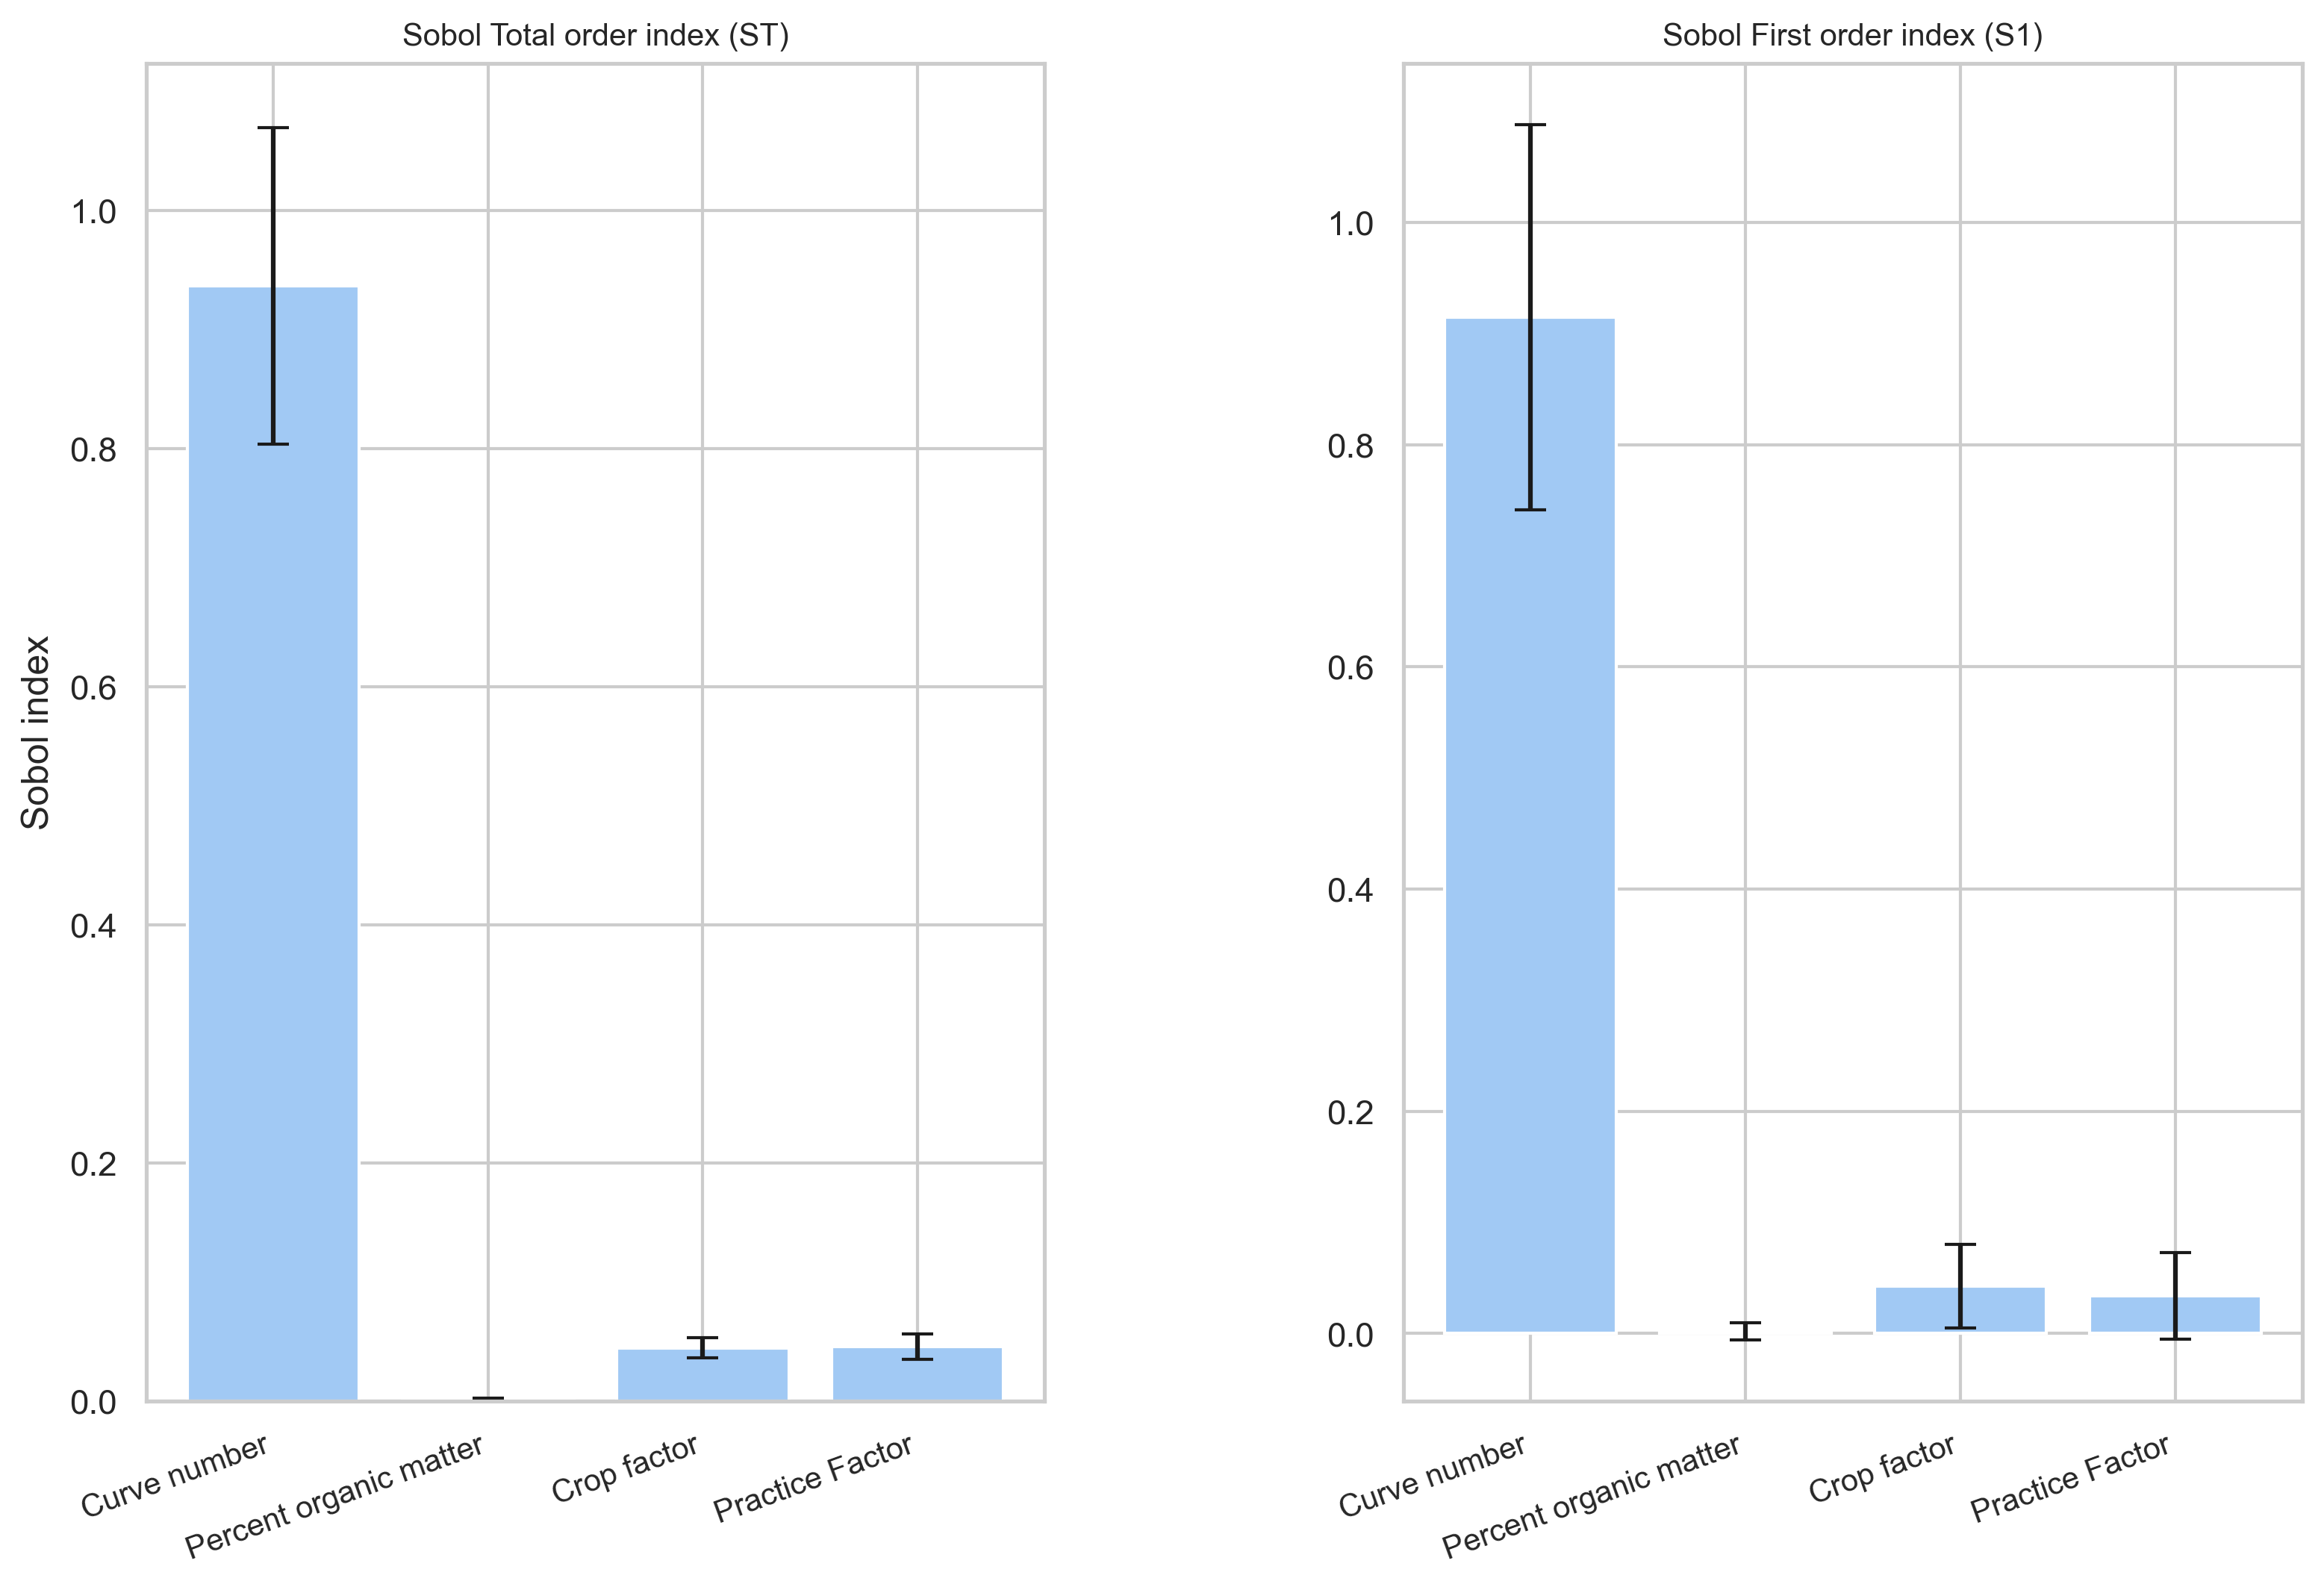 Sobol Total order index (ST)
Sobol index
1.0
0.8
0.6
0.4
0.2
0.0
Curve number
Percent organic matter
Crop factor
Practice Factor
Sobol First order index (S1)
1.0
0.8
0.6
0.4
0.2
0.0
Curve number
Percent organic matter
Crop factor
Practice Factor